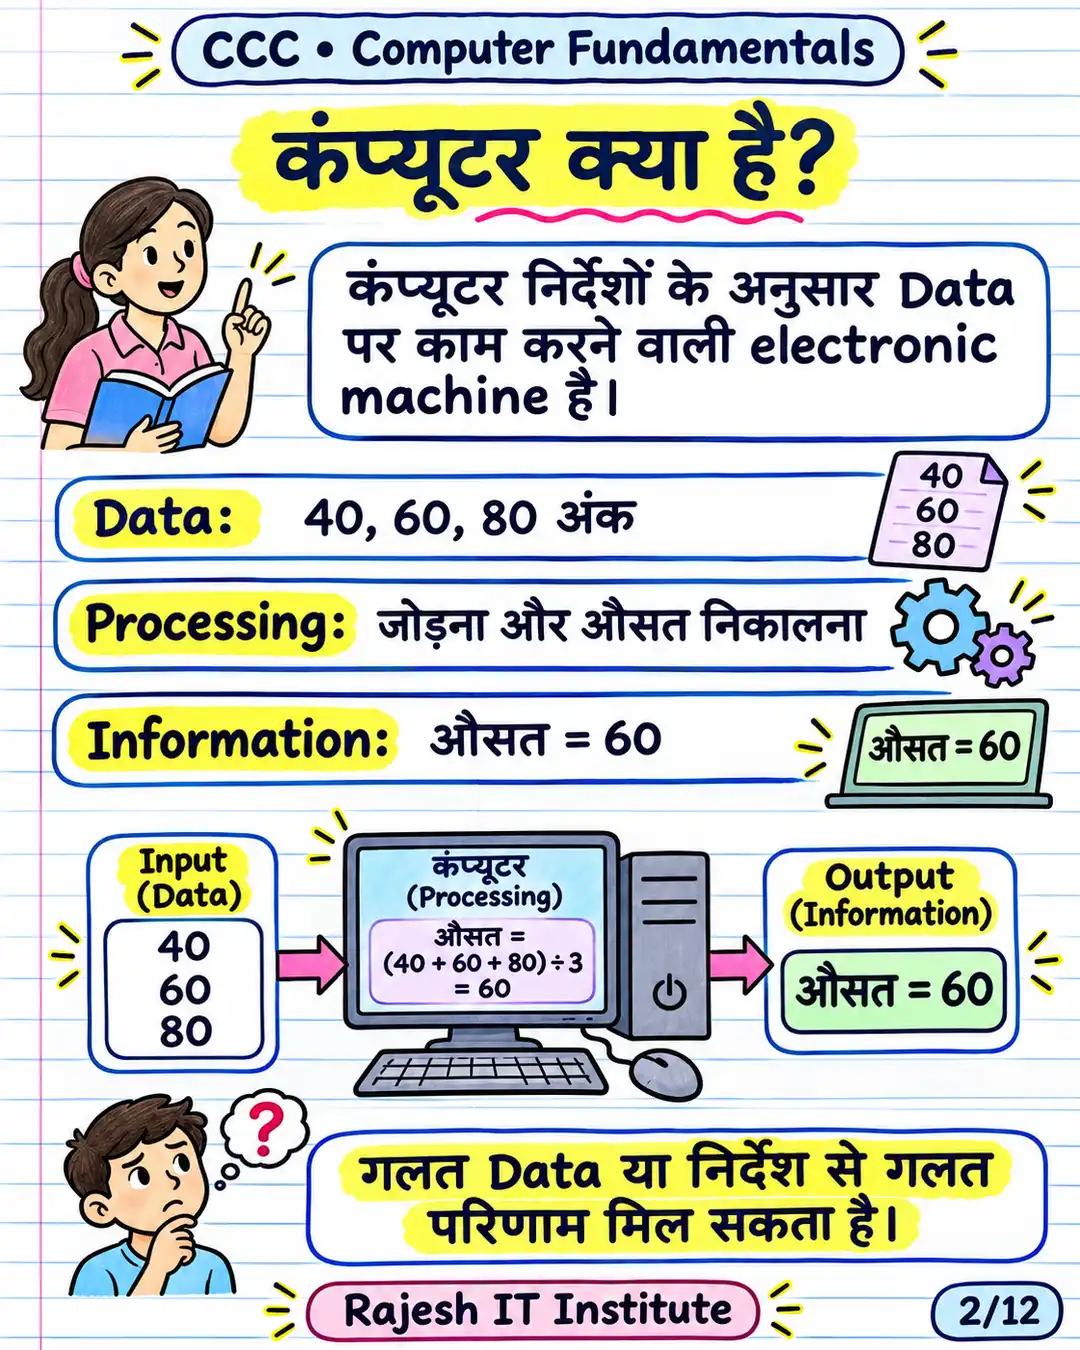 CCC • Computer Fundamentals
कंप्यूटर क्या है?
कंप्यूटर निर्देशों के अनुसार Data
पर काम करने वाली electronic
machine है।
Data: 40, 60, 80 अंक
40
60
80
Processing: जोड़ना और औसत निकालना
Information: औसत = 60
औसत = 60
Input
(Data)
40
60
80
कंप्यूटर
(Processing)
औसत =
(40 + 60 + 80) ÷ 3
= 60
Output
(Information)
औसत = 60
?
गलत Data या निर्देश से गलत
परिणाम मिल सकता है।
Rajesh IT Institute
2/12